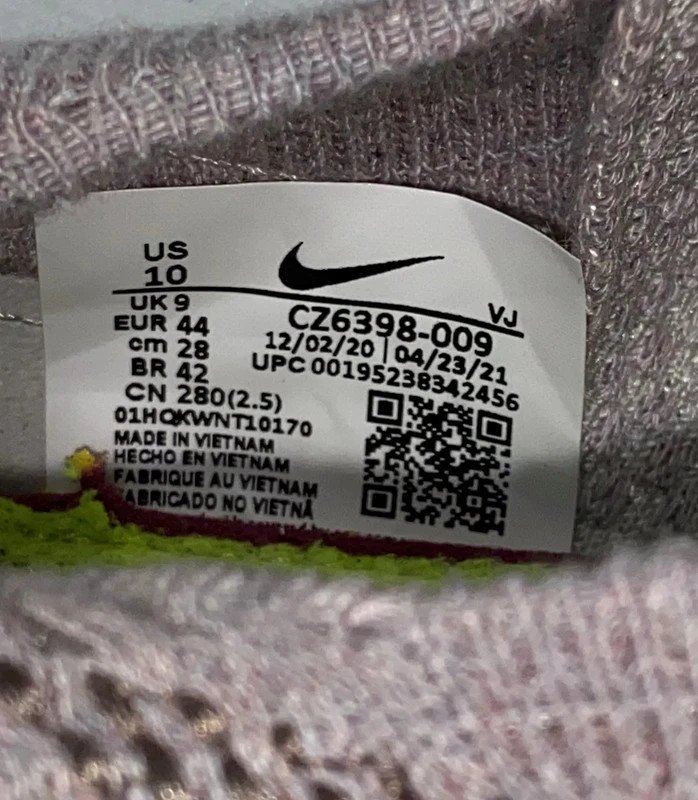 US
10
UK 9
EUR 44
cm 28
BR 42
CN 280(2.5)
01HQKWNT10170
MADE IN VIETNAM
HECHO EN VIETNAM
FABRIQUE AU VIETNAM
FABRICADO NO VIETNÃ
VJ
CZ6398-009
12/02/20 | 04/23/21
UPC 00195238342456